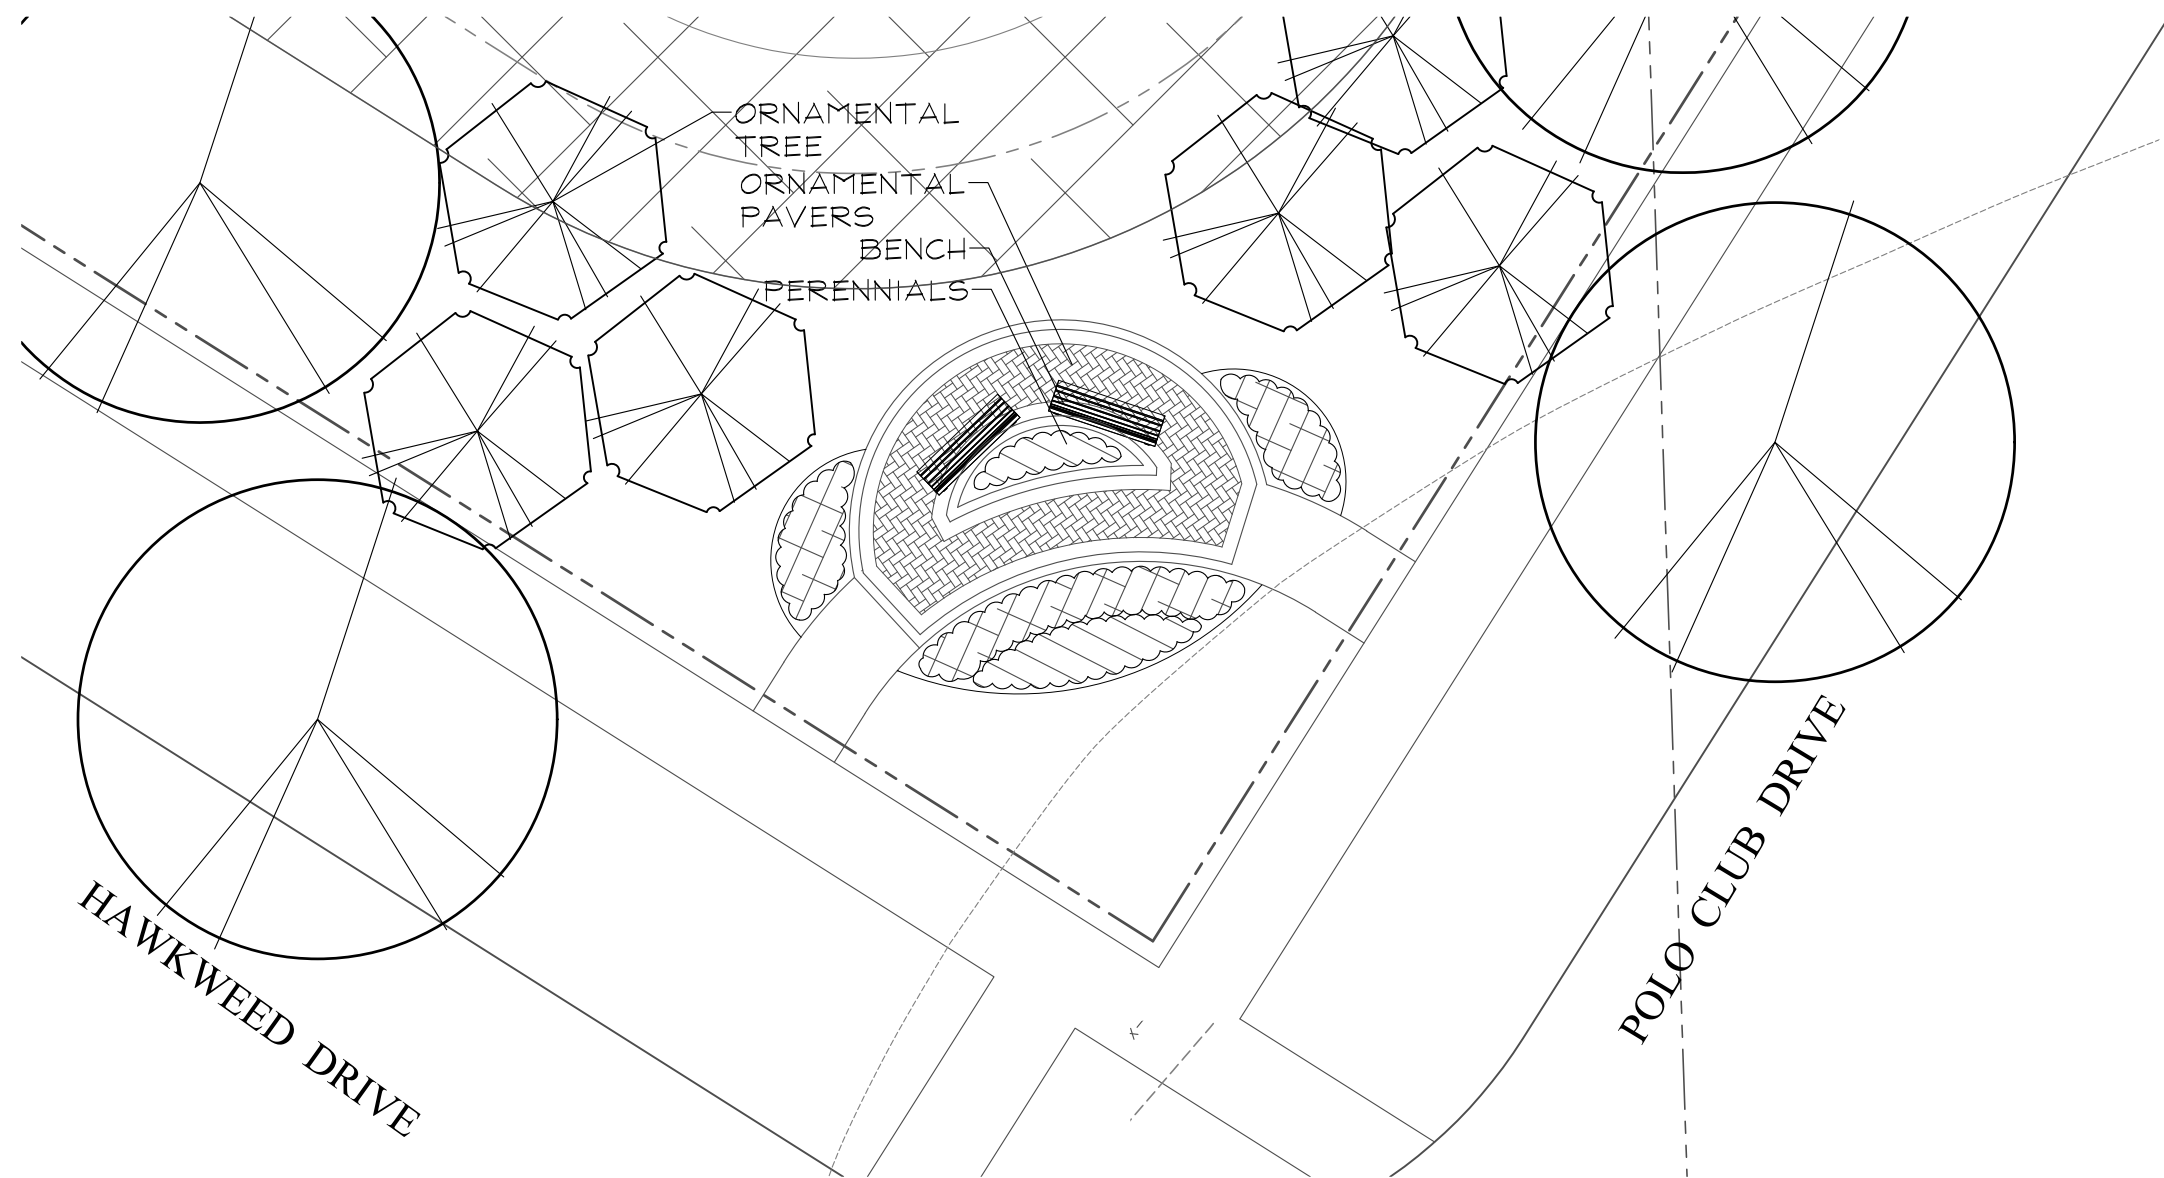 ORNAMENTAL
TREE
ORNAMENTAL
PAVERS
BENCH
PERENNIALS
HAWKWEED DRIVE
POLO CLUB DRIVE